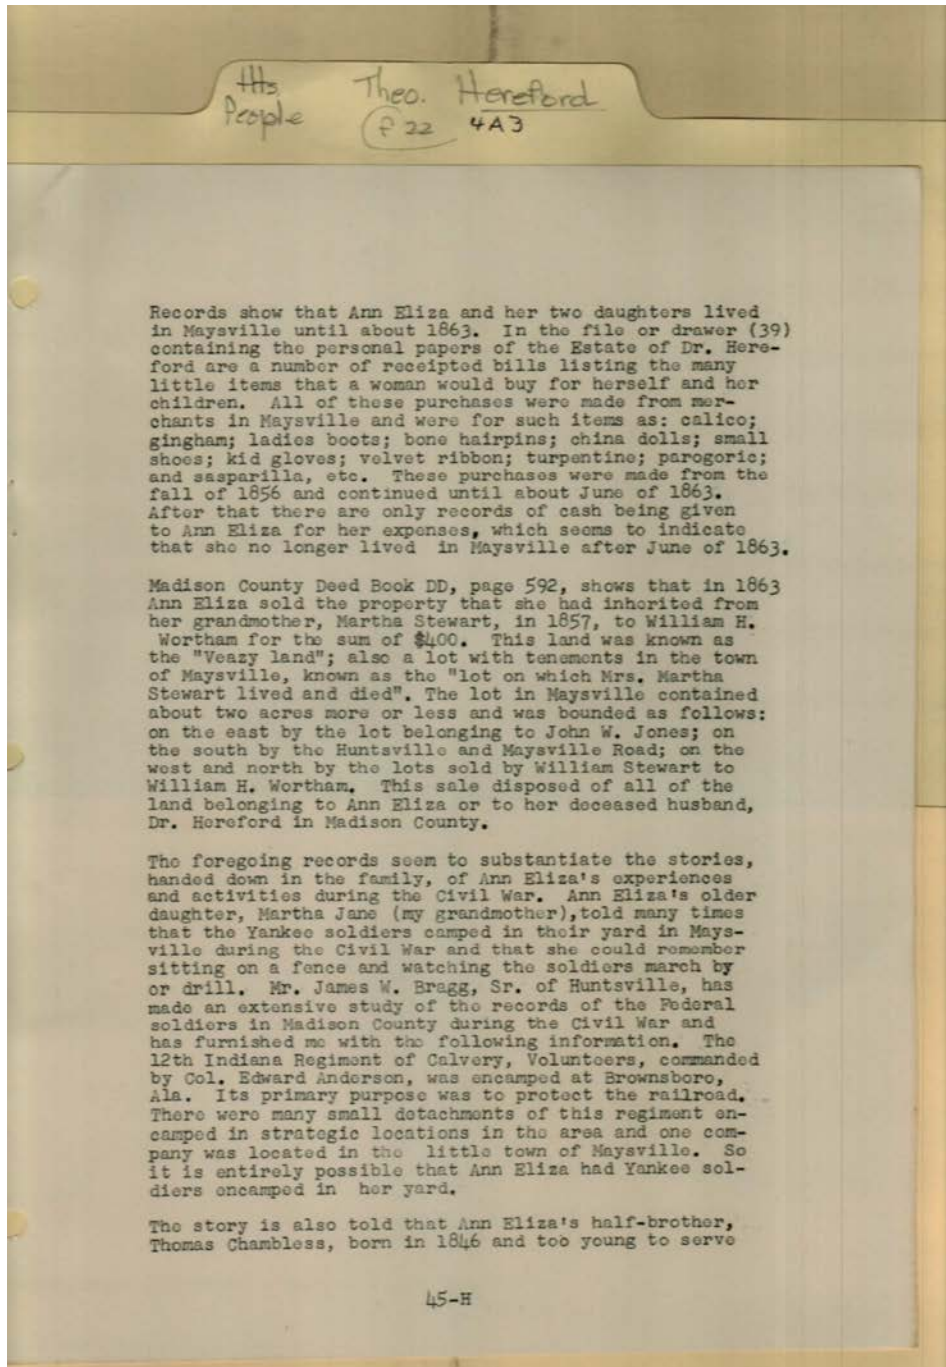 Hts Theo. Hereford
People f 22 4A3
Records show that Ann Eliza and her two daughters lived
in Maysville until about 1863. In the file or drawer (39)
containing the personal papers of the Estate of Dr. Here-
ford are a number of receipted bills listing the many
little items that a woman would buy for herself and her
children. All of these purchases were made from mer-
chants in Maysville and were for such items as: calico;
gingham; ladies boots; bone hairpins; china dolls; small
shoes; kid gloves; velvet ribbon; turpentine; parogoric;
and sasparilla, etc. These purchases were made from the
fall of 1856 and continued until about June of 1863.
After that there are only records of cash being given
to Ann Eliza for her expenses, which seems to indicate
that she no longer lived in Maysville after June of 1863.
Madison County Deed Book DD, page 592, shows that in 1863
Ann Eliza sold the property that she had inherited from
her grandmother, Martha Stewart, in 1857, to William H.
Wortham for the sum of $400. This land was known as
the "Veazy land"; also a lot with tenements in the town
of Maysville, known as the "lot on which Mrs. Martha
Stewart lived and died". The lot in Maysville contained
about two acres more or less and was bounded as follows:
on the east by the lot belonging to John W. Jones; on
the south by the Huntsville and Maysville Road; on the
west and north by the lots sold by William Stewart to
William H. Wortham. This sale disposed of all of the
land belonging to Ann Eliza or to her deceased husband,
Dr. Hereford in Madison County.
The foregoing records seem to substantiate the stories,
handed down in the family, of Ann Eliza's experiences
and activities during the Civil War. Ann Eliza's older
daughter, Martha Jane (my grandmother),told many times
that the Yankee soldiers camped in their yard in Mays-
ville during the Civil War and that she could remember
sitting on a fence and watching the soldiers march by
or drill. Mr. James W. Bragg, Sr. of Huntsville, has
made an extensive study of the records of the Federal
soldiers in Madison County during the Civil War and
has furnished me with the following information. The
12th Indiana Regiment of Calvery, Volunteers, commanded
by Col. Edward Anderson, was encamped at Brownsboro,
Ala. Its primary purpose was to protect the railroad.
There were many small detachments of this regiment en-
camped in strategic locations in the area and one com-
pany was located in the little town of Maysville. So
it is entirely possible that Ann Eliza had Yankee sol-
diers encamped in her yard.
The story is also told that Ann Eliza's half-brother,
Thomas Chambless, born in 1846 and too young to serve
45-H